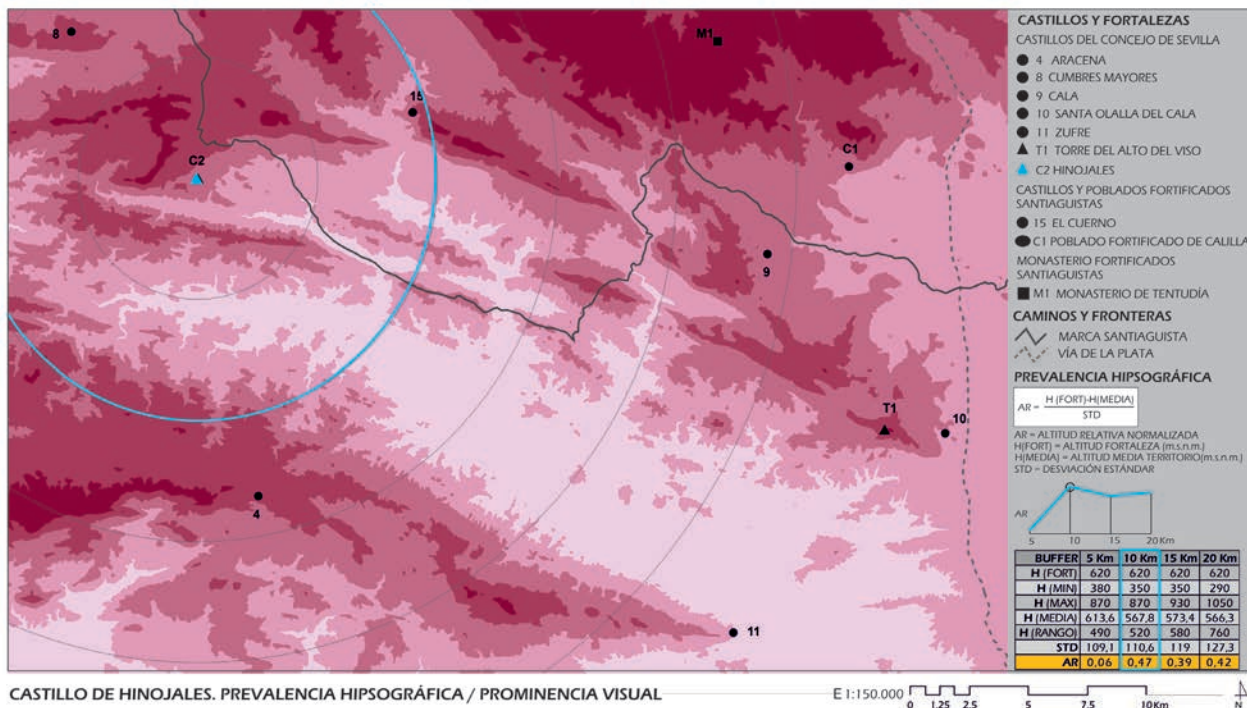 8
M1
15
C1
C2
9
T1
10
4
11
CASTILLOS Y FORTALEZAS
CASTILLOS DEL CONCEJO DE SEVILLA
4 ARACENA
8 CUMBRES MAYORES
9 CALA
10 SANTA OLALLA DEL CALA
11 ZUFRE
T1 TORRE DEL ALTO DEL VISO
C2 HINOJALES
CASTILLOS Y POBLADOS FORTIFICADOS
SANTIAGUISTAS
15 EL CUERNO
C1 POBLADO FORTIFICADO DE CALILLA
MONASTERIO FORTIFICADOS
SANTIAGUISTAS
M1 MONASTERIO DE TENTUDÍA
CAMINOS Y FRONTERAS
MARCA SANTIAGUISTA
VÍA DE LA PLATA
PREVALENCIA HIPSOGRÁFICA
AR = H (FORT)-H(MEDIA)
STD
AR = ALTITUD RELATIVA NORMALIZADA
H(FORT) = ALTITUD FORTALEZA (m.s.n.m.)
H(MEDIA) = ALTITUD MEDIA TERRITORIO(m.s.n.m.)
STD = DESVIACIÓN ESTÁNDAR
AR
5 10 15 20 Km
BUFFER 5 Km 10 Km 15 Km 20 Km
H (FORT) 620 620 620 620
H (MIN) 380 350 350 290
H (MAX) 870 870 930 1050
H (MEDIA) 613,6 567,8 573,4 566,3
H (RANGO) 490 520 580 760
STD 109,1 110,6 119 127,3
AR 0,06 0,47 0,39 0,42
CASTILLO DE HINOJALES. PREVALENCIA HIPSOGRÁFICA / PROMINENCIA VISUAL
E 1:150.000
0 1.25 2.5 5 7.5 10 Km
N